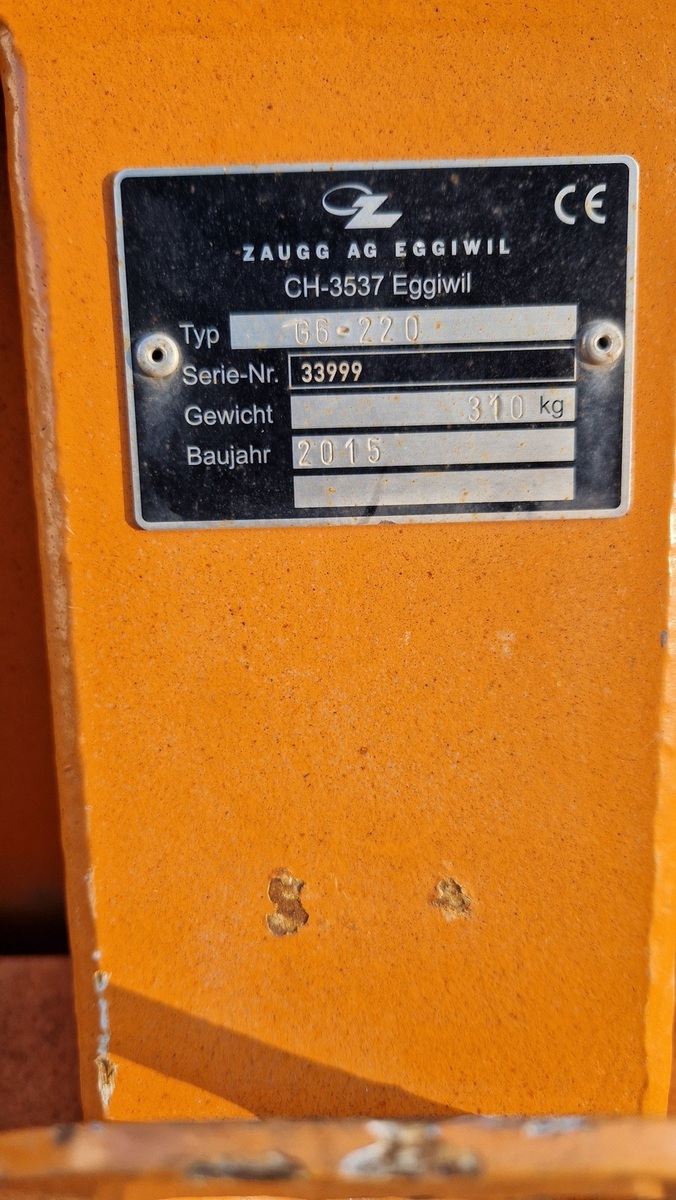 CE
ZAUGG AG EGGIWIL
CH-3537 Eggiwil
Typ G6-220
Serie-Nr. 33999
Gewicht 310 kg
Baujahr 2015